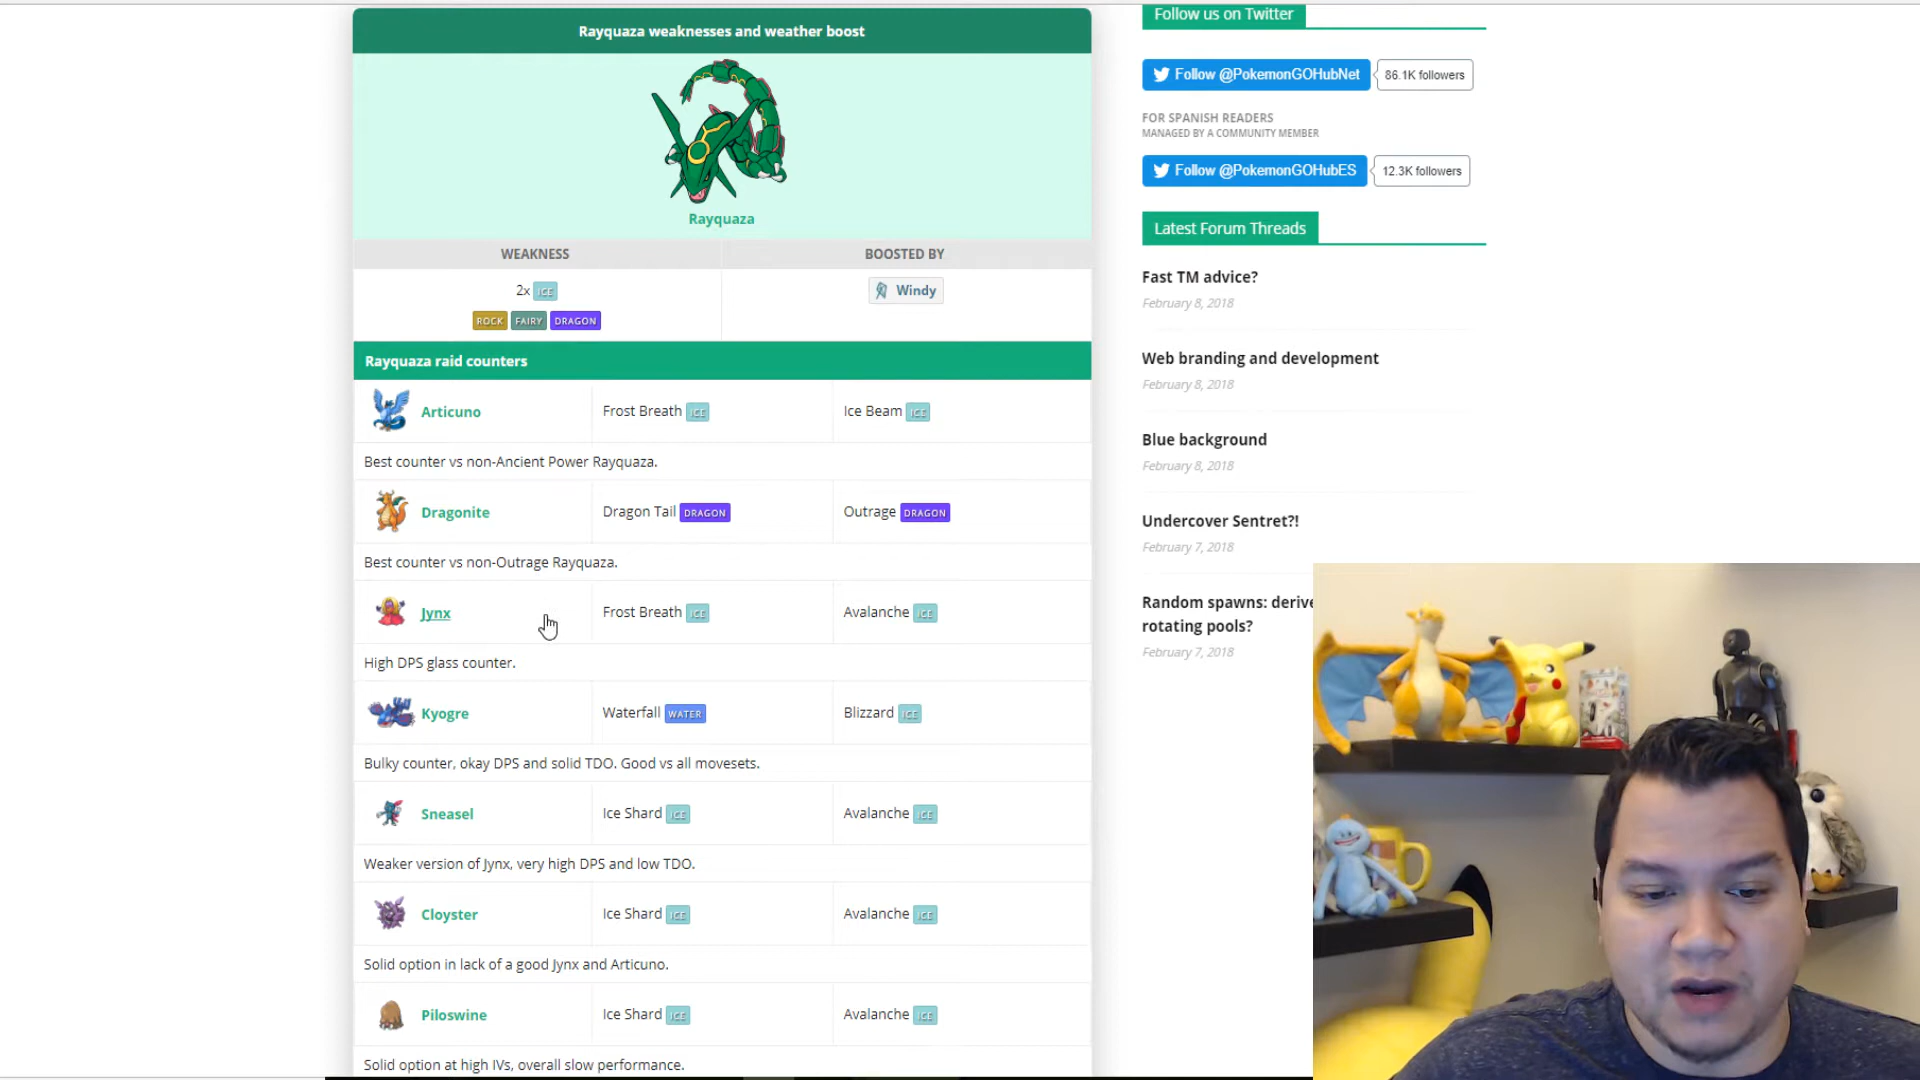 Rayquaza weaknesses and weather boost
Rayquaza
WEAKNESS
BOOSTED BY
2x ICE
Windy
ROCK FAIRY DRAGON
Rayquaza raid counters
Articuno
Frost Breath ICE
Ice Beam ICE
Best counter vs non-Ancient Power Rayquaza.
Dragonite
Dragon Tail DRAGON
Outrage DRAGON
Best counter vs non-Outrage Rayquaza.
Jynx
Frost Breath ICE
Avalanche ICE
High DPS glass counter.
Kyogre
Waterfall WATER
Blizzard ICE
Bulky counter, okay DPS and solid TDO. Good vs all movesets.
Sneasel
Ice Shard ICE
Avalanche ICE
Weaker version of Jynx, very high DPS and low TDO.
Cloyster
Ice Shard ICE
Avalanche ICE
Solid option in lack of a good Jynx and Articuno.
Piloswine
Ice Shard ICE
Avalanche ICE
Solid option at high IVs, overall slow performance.
Follow us on Twitter
Follow @PokemonGOHubNet
86.1K followers
FOR SPANISH READERS
MANAGED BY A COMMUNITY MEMBER
Follow @PokemonGOHubES
12.3K followers
Latest Forum Threads
Fast TM advice?
February 8, 2018
Web branding and development
February 8, 2018
Blue background
February 8, 2018
Undercover Sentret?!
February 7, 2018
Random spawns: derive
rotating pools?
February 7, 2018